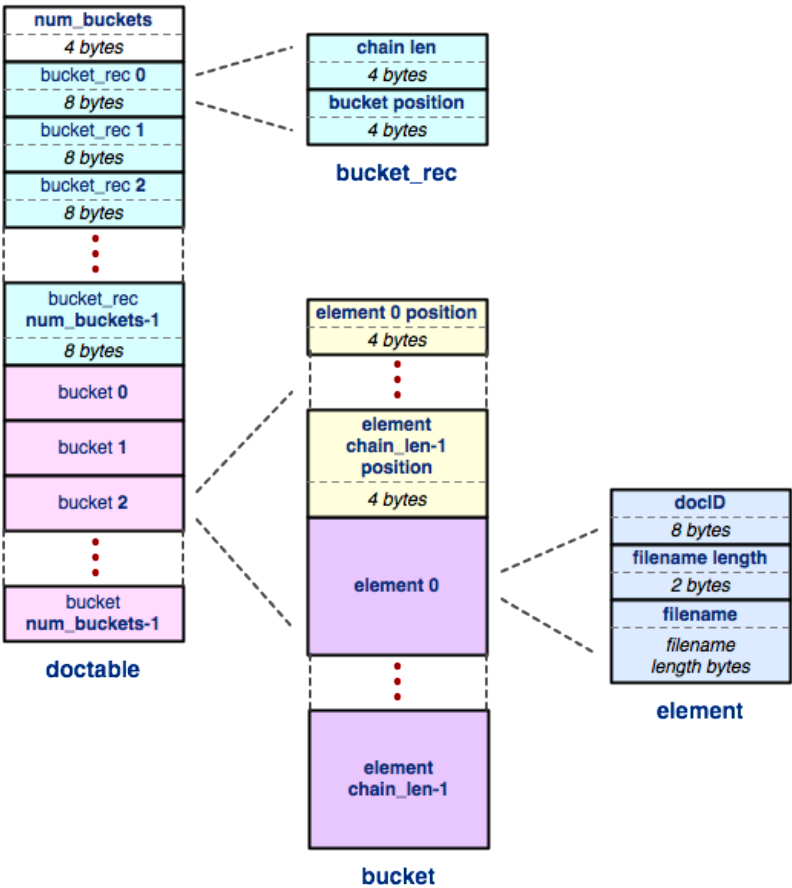 num_buckets
4 bytes
bucket_rec 0
8 bytes
bucket_rec 1
8 bytes
bucket_rec 2
8 bytes
bucket_rec
num_buckets-1
8 bytes
bucket 0
bucket 1
bucket 2
bucket
num_buckets-1
doctable
chain len
4 bytes
bucket position
4 bytes
bucket_rec
element 0 position
4 bytes
element
chain_len-1
position
4 bytes
element 0
element
chain_len-1
bucket
docID
8 bytes
filename length
2 bytes
filename
filename
length bytes
element